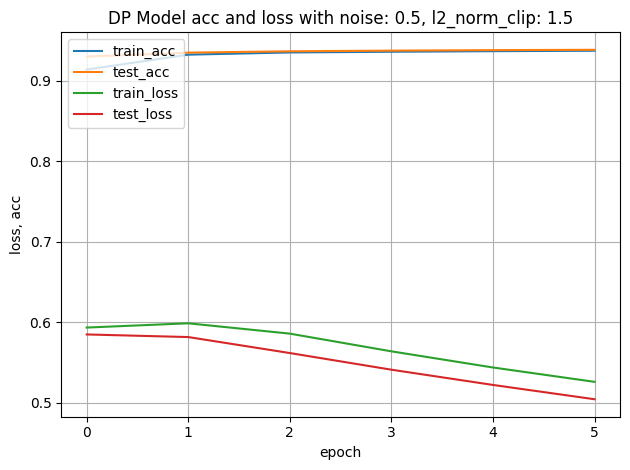 DP Model acc and loss with noise: 0.5, l2_norm_clip: 1.5
train_acc
test_acc
train_loss
test_loss
loss, acc
0.9
0.8
0.7
0.6
0.5
0 1 2 3 4 5
epoch